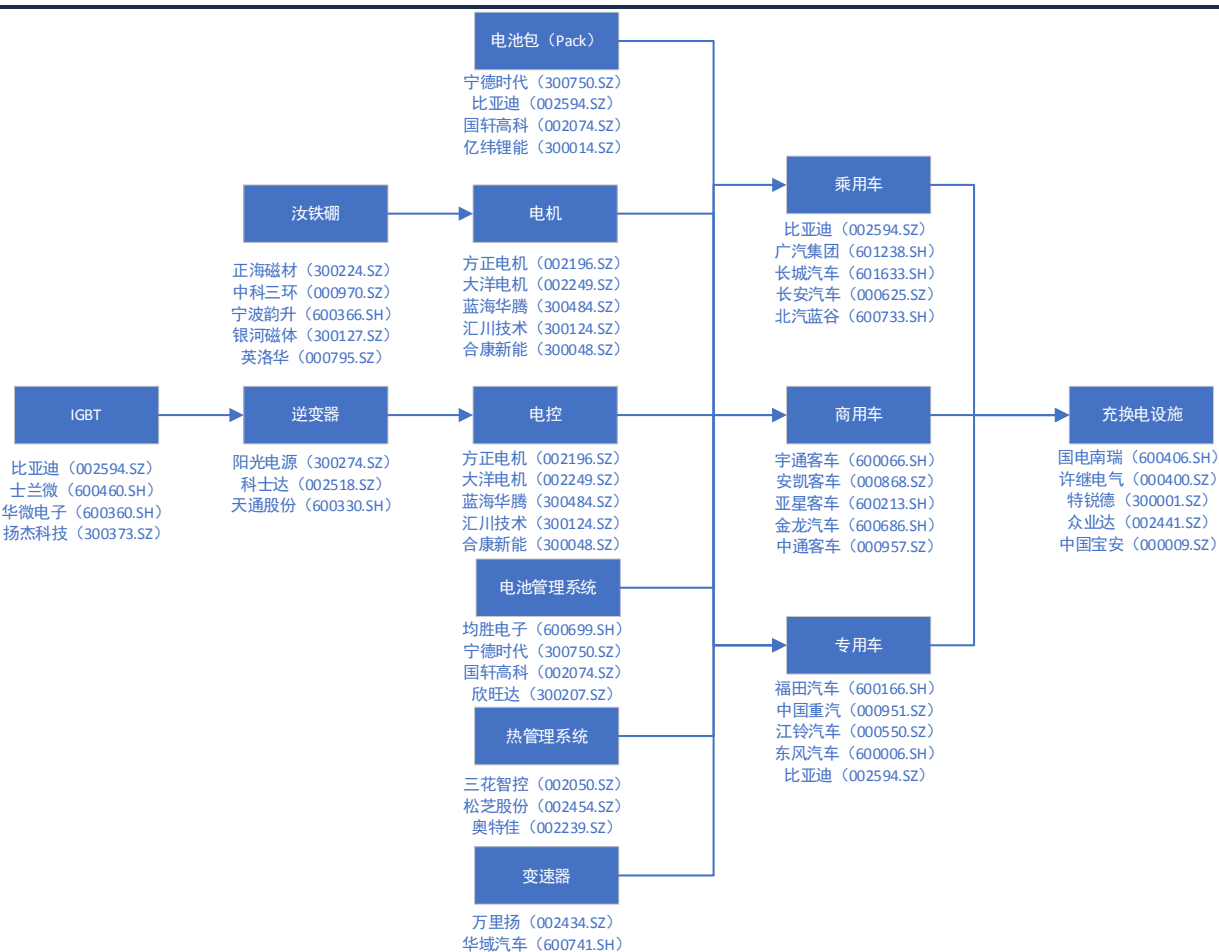 电池包（Pack）
宁德时代（300750.SZ）
比亚迪（002594.SZ）
国轩高科（002074.SZ）
亿纬锂能（300014.SZ）
汝铁硼
正海磁材（300224.SZ）
中科三环（000970.SZ）
宁波韵升（600366.SH）
银河磁体（300127.SZ）
英洛华（000795.SZ）
电机
方正电机（002196.SZ）
大洋电机（002249.SZ）
蓝海华腾（300484.SZ）
汇川技术（300124.SZ）
合康新能（300048.SZ）
乘用车
比亚迪（002594.SZ）
广汽集团（601238.SH）
长城汽车（601633.SH）
长安汽车（000625.SZ）
北汽蓝谷（600733.SH）
IGBT
比亚迪（002594.SZ）
士兰微（600460.SH）
华微电子（600360.SH）
扬杰科技（300373.SZ）
逆变器
阳光电源（300274.SZ）
科士达（002518.SZ）
天通股份（600330.SH）
电控
方正电机（002196.SZ）
大洋电机（002249.SZ）
蓝海华腾（300484.SZ）
汇川技术（300124.SZ）
合康新能（300048.SZ）
商用车
宇通客车（600066.SH）
安凯客车（000868.SZ）
亚星客车（600213.SH）
金龙汽车（600686.SH）
中通客车（000957.SZ）
充换电设施
国电南瑞（600406.SH）
许继电气（000400.SZ）
特锐德（300001.SZ）
众业达（002441.SZ）
中国宝安（000009.SZ）
电池管理系统
均胜电子（600699.SH）
宁德时代（300750.SZ）
国轩高科（002074.SZ）
欣旺达（300207.SZ）
专用车
福田汽车（600166.SH）
中国重汽（000951.SZ）
江铃汽车（000550.SZ）
东风汽车（600006.SH）
比亚迪（002594.SZ）
热管理系统
三花智控（002050.SZ）
松芝股份（002454.SZ）
奥特佳（002239.SZ）
变速器
万里扬（002434.SZ）
华域汽车（600741.SH）